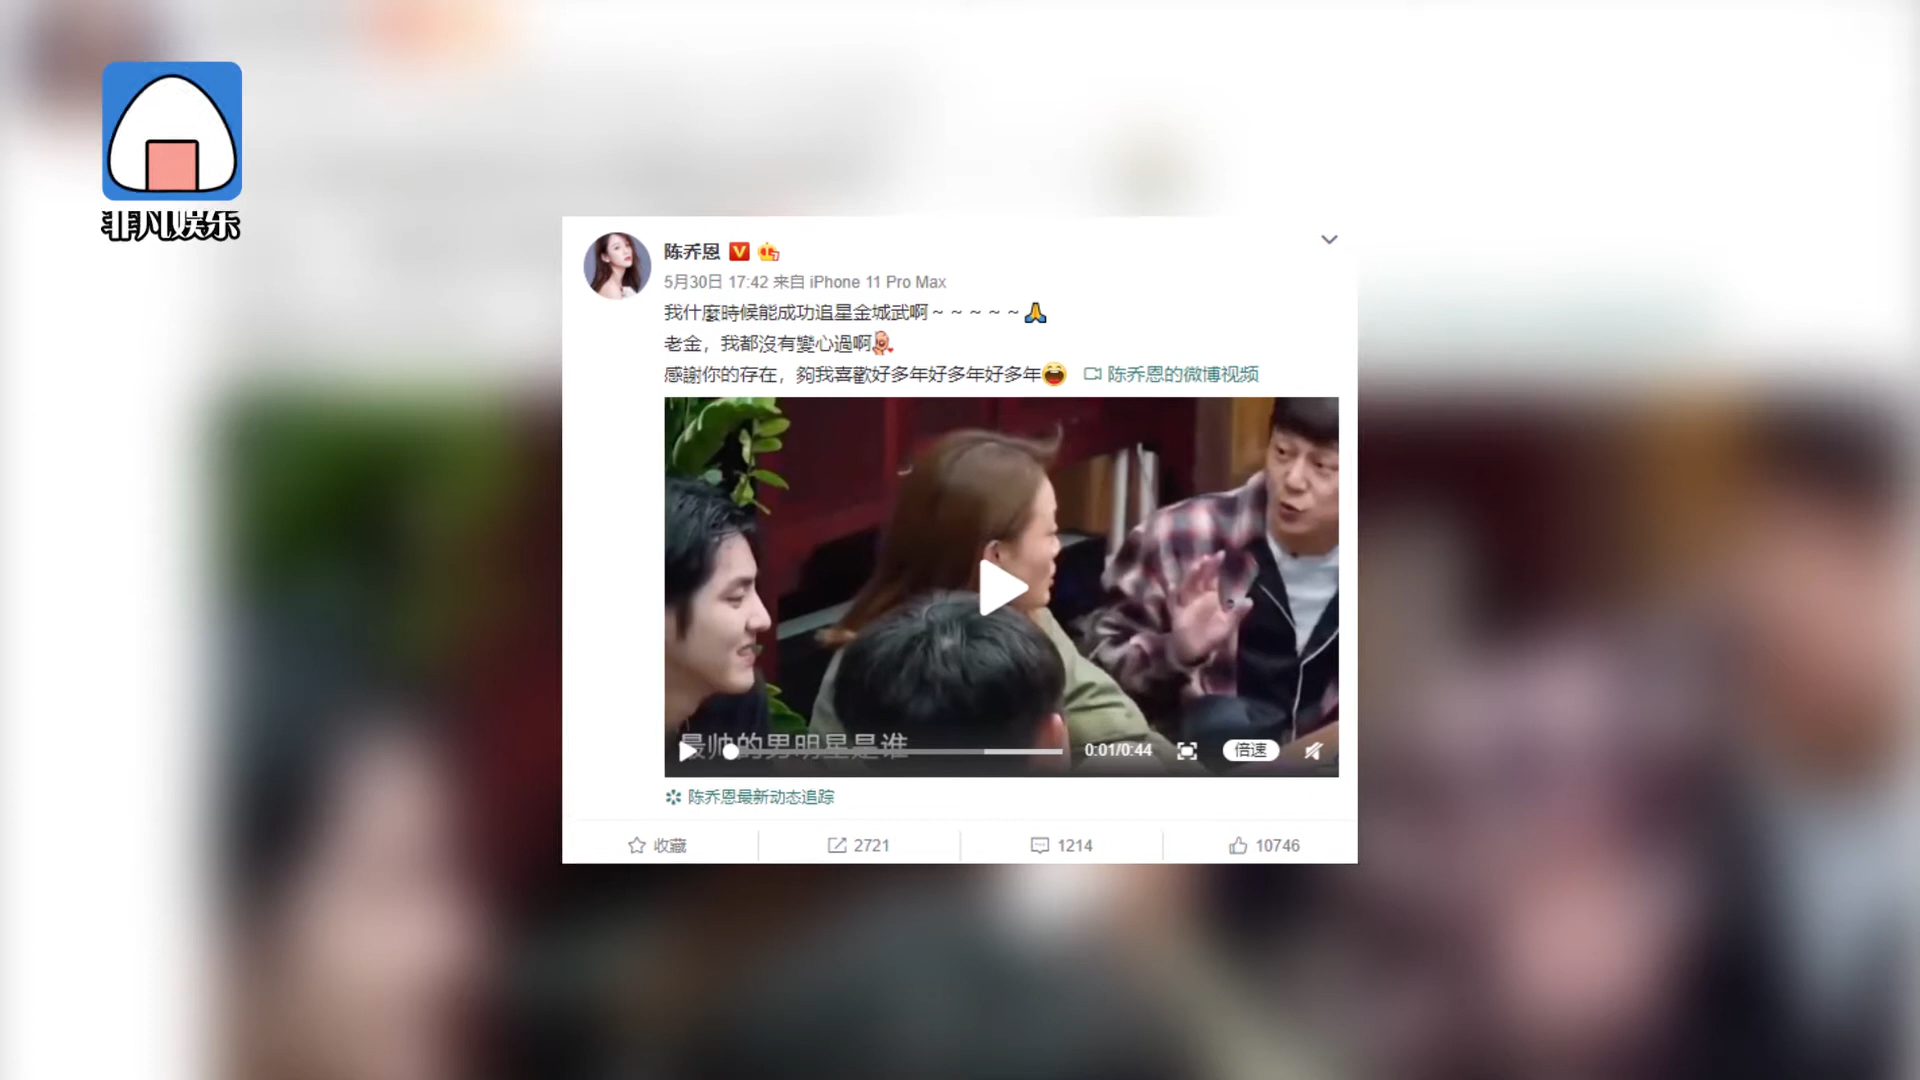 非凡娱乐
陈乔恩
5月30日 17:42 来自 iPhone 11 Pro Max
我什麼時候能成功追星金城武啊~~~~~🙏
老金，我都沒有變心過啊
感謝你的存在，夠我喜歡好多年好多年好多年😆 陈乔恩的微博视频
最帅的男明星是谁
0:01/0:44 倍速
陈乔恩最新动态追踪
收藏 2721 1214 10746